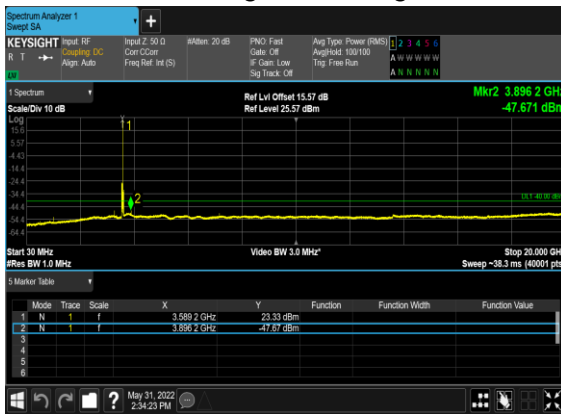 Spectrum Analyzer 1
Swept SA
KEYSIGHT Input: RF Input Z: 50 Ω #Atten: 20 dB PNO: Fast Avg Type: Power (RMS) 1 2 3 4 5 6
R T Coupling: DC Corr CCorr Gate: Off Avg|Hold: 100/100 A W W W W W
Align: Auto Freq Ref: Int (S) IF Gain: Low Trig: Free Run
Sig Track: Off A N N N N N
1 Spectrum Ref Lvl Offset 15.57 dB Mkr2 3.896 2 GHz
Scale/Div 10 dB Ref Level 25.57 dBm -47.671 dBm
Log
15.6
5.57
-4.43
-14.4
-24.4
-34.4
-44.4
-54.4
-64.4
1
2
DL1 -40.00 dBm
Start 30 MHz Video BW 3.0 MHz* Stop 20.000 GHz
#Res BW 1.0 MHz Sweep ~38.3 ms (40001 pts)
5 Marker Table
Mode Trace Scale X Y Function Function Width Function Value
1 N 1 f 3.589 2 GHz 23.33 dBm
2 N 1 f 3.896 2 GHz -47.67 dBm
3
4
5
6
May 31, 2022
2:34:23 PM